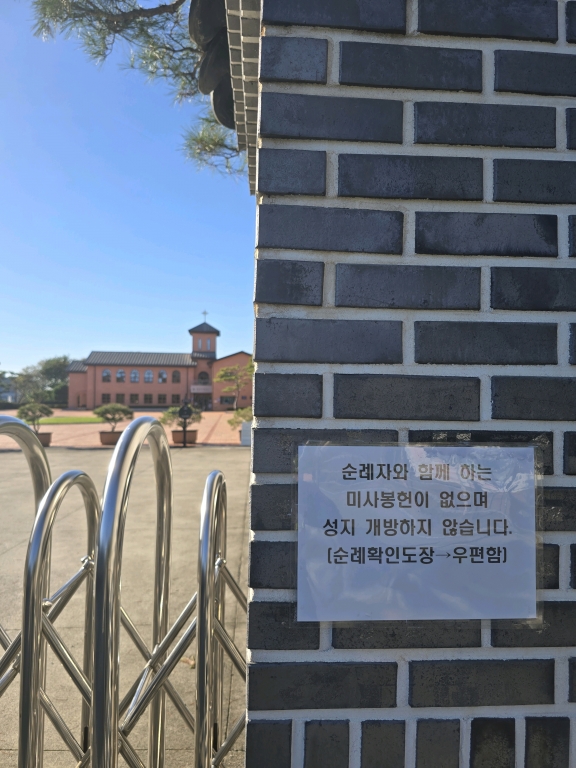 순례자와 함께 하는
미사봉헌이 없으며
성지 개방하지 않습니다.
(순례확인도장→우편함)